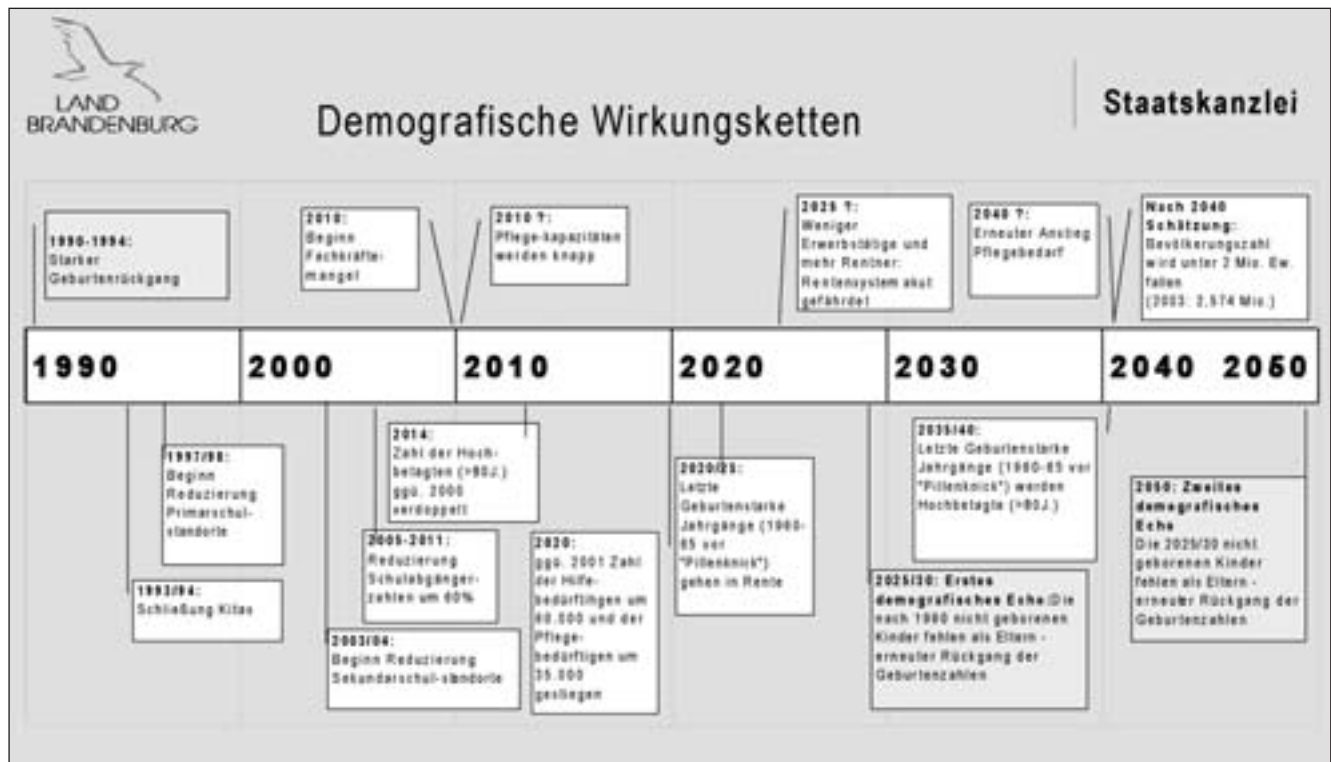 LAND
BRANDENBURG
Demografische Wirkungsketten
Staatskanzlei
1990-1994:
Starker
Geburtenrückgang
2010:
Beginn
Fachkräfte-
mangel
2010 ?:
Pflege-kapazitäten
werden knapp
2025 ?:
Weniger
Erwerbstätige und
mehr Rentner:
Rentensystem akut
gefährdet
2040 ?:
Erneuter Anstieg
Pflegebedarf
Nach 2040
Schätzung:
Bevölkerungszahl
wird unter 2 Mio. Ew.
fallen
(2003: 2,574 Mio.)
1990
2000
2010
2020
2030
2040 2050
1997/98:
Beginn
Reduzierung
Primarschul-
standorte
1993/94:
Schließung Kitas
2014:
Zahl der Hoch-
betagten (>80J.)
ggü. 2000
verdoppelt
2005-2011:
Reduzierung
Schulabgänger-
zahlen um 60%
2003/04:
Beginn Reduzierung
Sekundarschul-standorte
2020:
ggü. 2001 Zahl
der Hilfe-
bedürftigen um
60.000 und der
Pflege-
bedürftigen um
35.000
gestiegen
2020/25:
Letzte
Geburtenstarke
Jahrgänge (1960-
65 vor
"Pillenknick")
gehen in Rente
2035/40:
Letzte Geburtenstarke
Jahrgänge (1960-65 vor
"Pillenknick") werden
Hochbetagte (>80J.)
2025/30: Erstes
demografisches Echo:Die
nach 1990 nicht geborenen
Kinder fehlen als Eltern -
erneuter Rückgang der
Geburtenzahlen
2050: Zweites
demografisches
Echo
Die 2025/30 nicht
geborenen Kinder
fehlen als Eltern -
erneuter Rückgang der
Geburtenzahlen